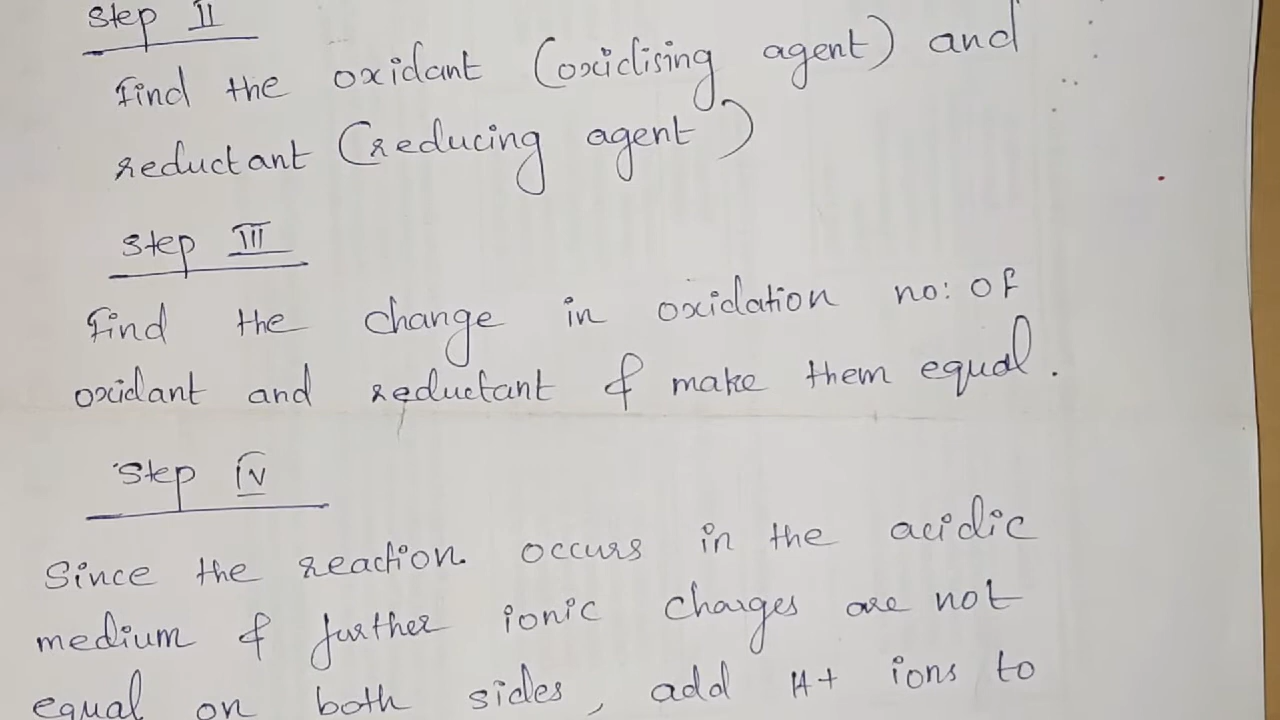 Step II
Find the oxidant (oxidising agent) and
reductant (reducing agent)
Step III
Find the change in oxidation no: of
oxidant and reductant & make them equal.
Step IV
Since the reaction occurs in the acidic
medium & further ionic charges are not
equal on both sides, add H+ ions to